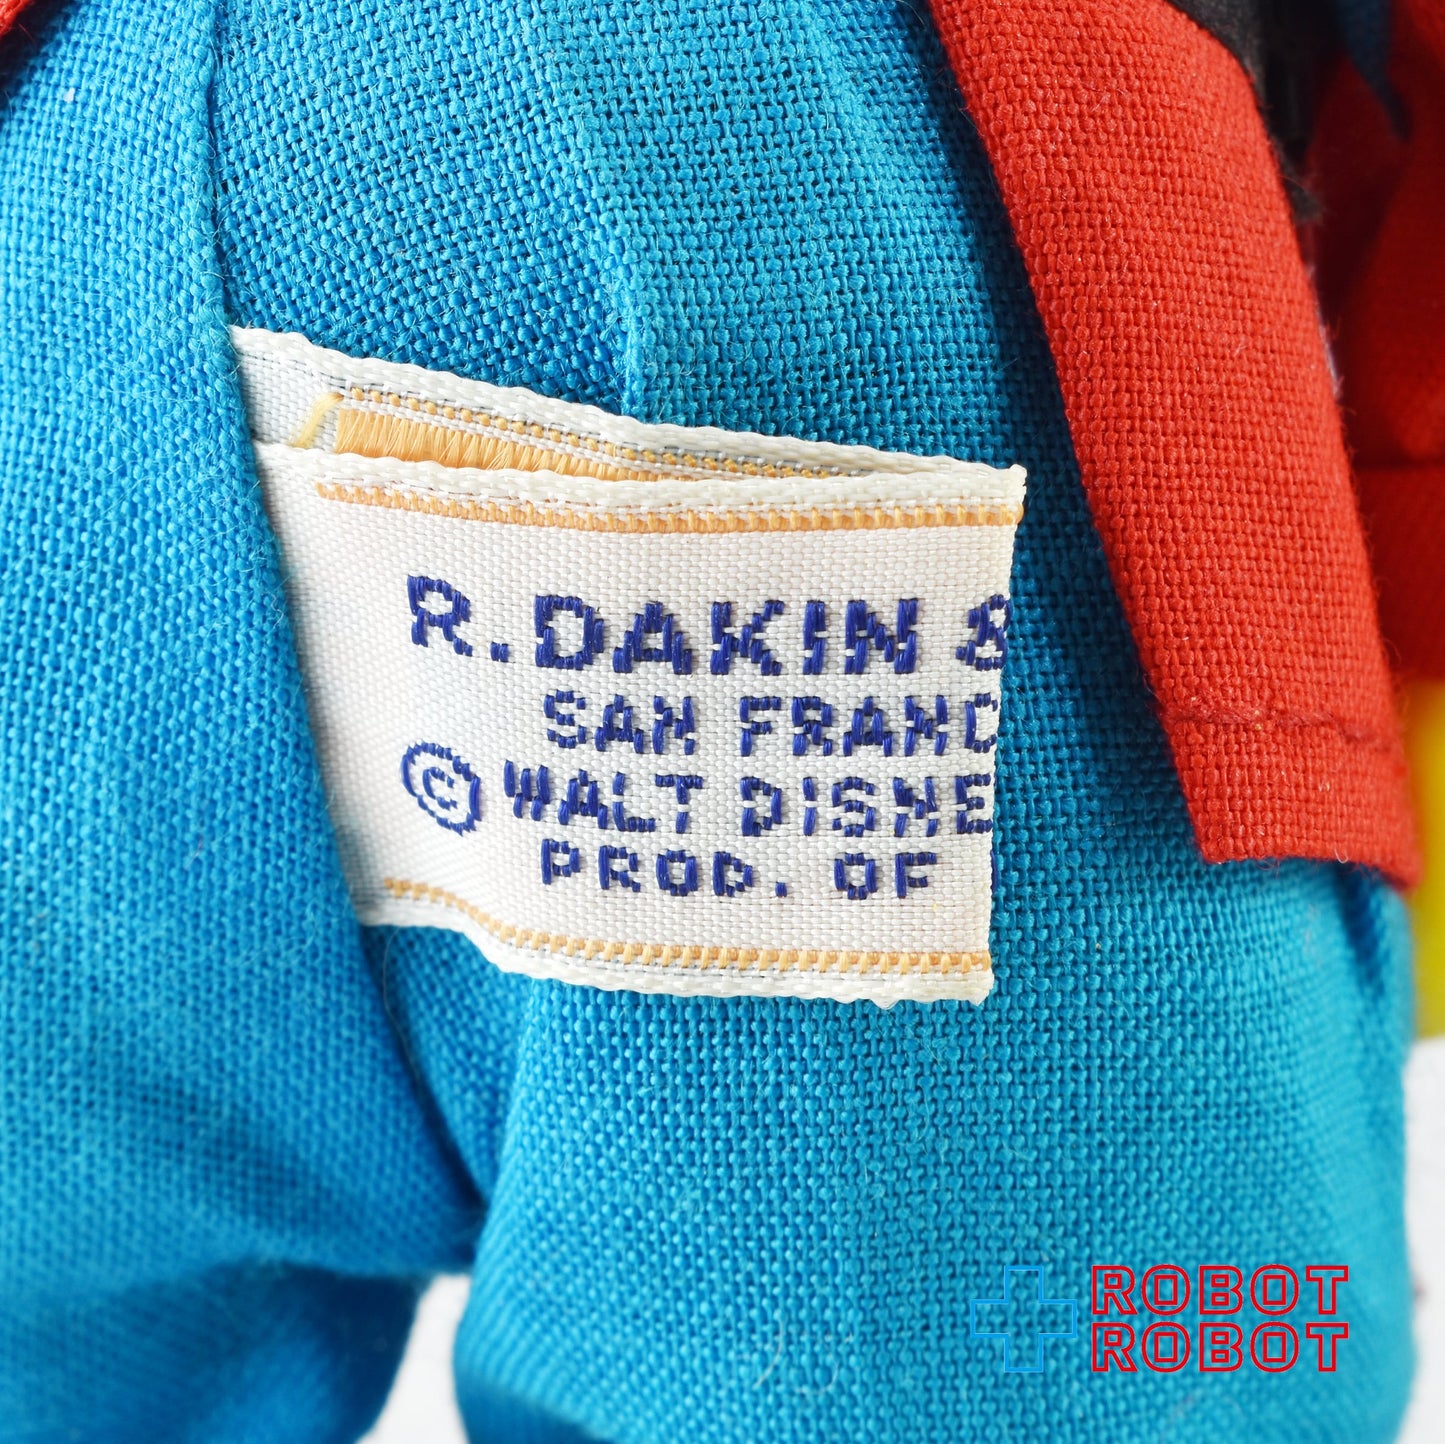 R. DAKIN &
SAN FRANC
© WALT DISNE
PROD. OF
ROBOT
ROBOT